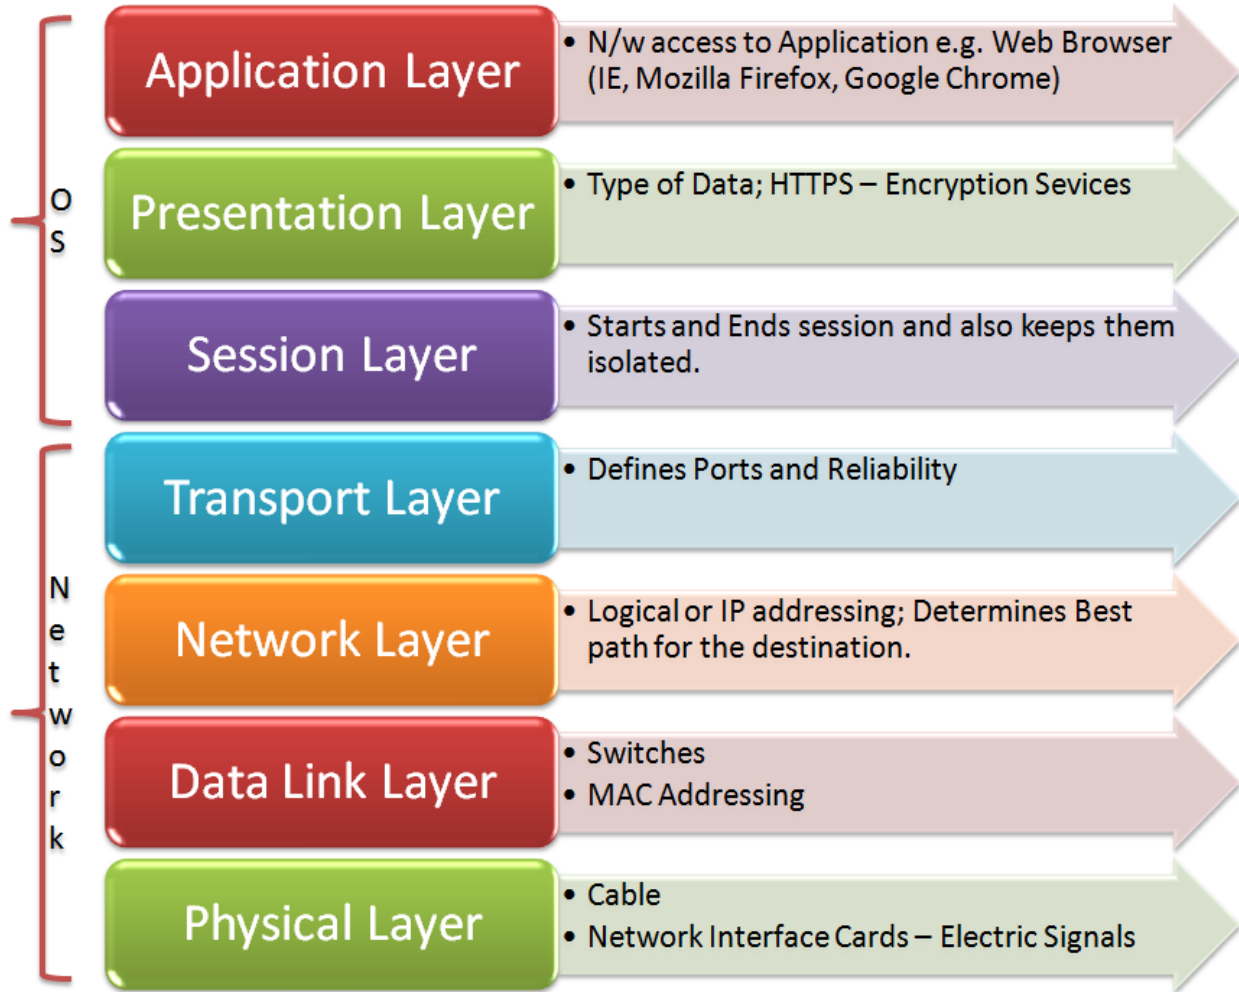 O
S
Application Layer
• N/w access to Application e.g. Web Browser
(IE, Mozilla Firefox, Google Chrome)
Presentation Layer
• Type of Data; HTTPS – Encryption Sevices
Session Layer
• Starts and Ends session and also keeps them
isolated.
N
e
t
w
o
r
k
Transport Layer
• Defines Ports and Reliability
Network Layer
• Logical or IP addressing; Determines Best
path for the destination.
Data Link Layer
• Switches
• MAC Addressing
Physical Layer
• Cable
• Network Interface Cards – Electric Signals